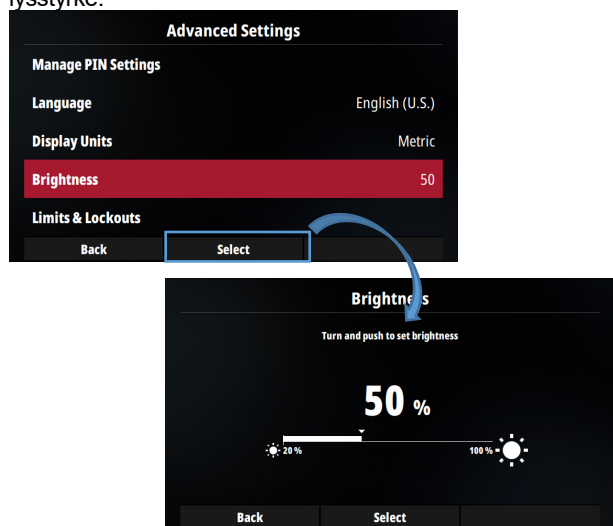 lysstyrke.
Advanced Settings
Manage PIN Settings
Language English (U.S.)
Display Units Metric
Brightness 50
Limits & Lockouts
Back Select
Brightness
Turn and push to set brightness
50 %
20 % 100 %
Back Select